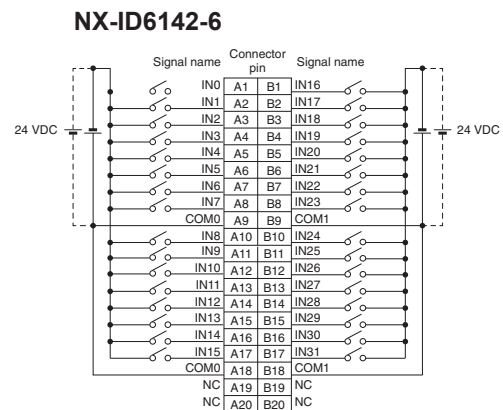 NX-ID6142-6
Signal name Connector pin Signal name
IN0 A1 B1 IN16
IN1 A2 B2 IN17
IN2 A3 B3 IN18
24 VDC IN3 A4 B4 IN19 24 VDC
IN4 A5 B5 IN20
IN5 A6 B6 IN21
IN6 A7 B7 IN22
IN7 A8 B8 IN23
COM0 A9 B9 COM1
IN8 A10 B10 IN24
IN9 A11 B11 IN25
IN10 A12 B12 IN26
IN11 A13 B13 IN27
IN12 A14 B14 IN28
IN13 A15 B15 IN29
IN14 A16 B16 IN30
IN15 A17 B17 IN31
COM0 A18 B18 COM1
NC A19 B19 NC
NC A20 B20 NC